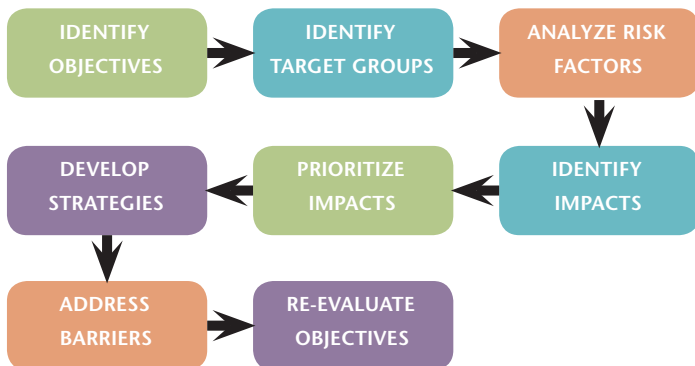 IDENTIFY
OBJECTIVES
IDENTIFY
TARGET GROUPS
ANALYZE RISK
FACTORS
IDENTIFY
IMPACTS
PRIORITIZE
IMPACTS
DEVELOP
STRATEGIES
ADDRESS
BARRIERS
RE-EVALUATE
OBJECTIVES